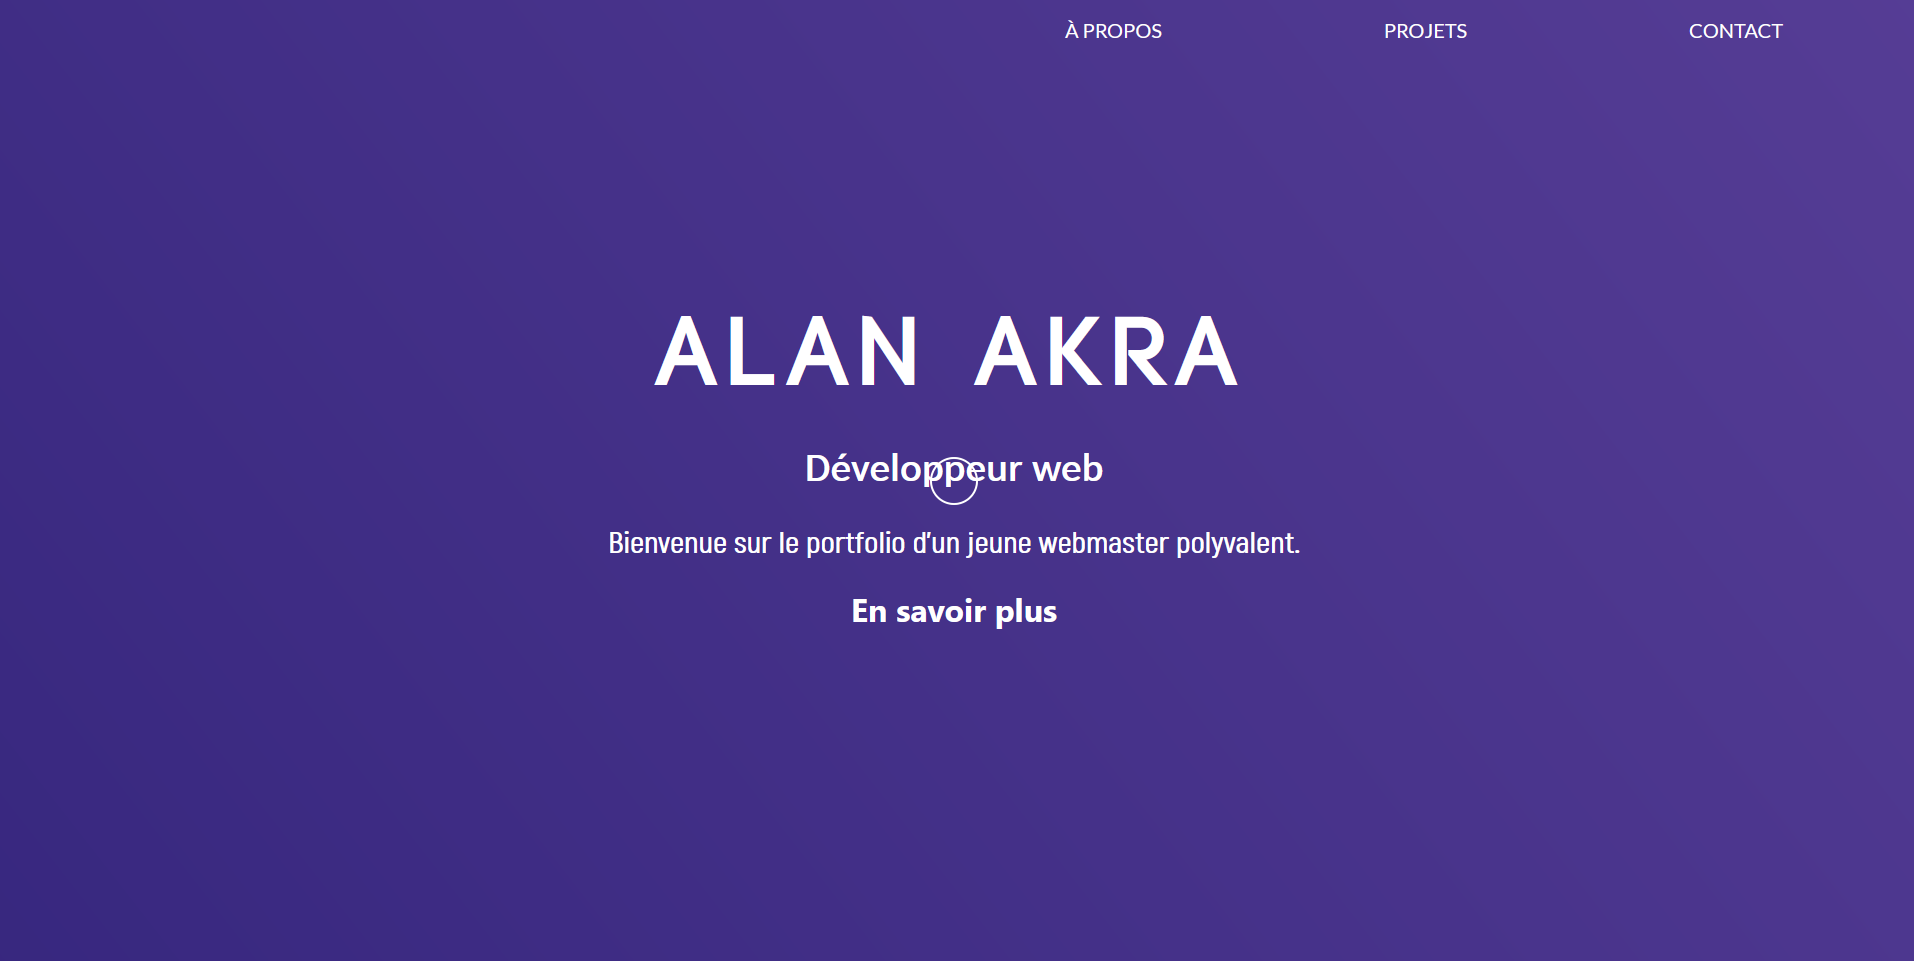 À PROPOS
PROJETS
CONTACT
ALAN AKRA
Développeur web
Bienvenue sur le portfolio d'un jeune webmaster polyvalent.
En savoir plus